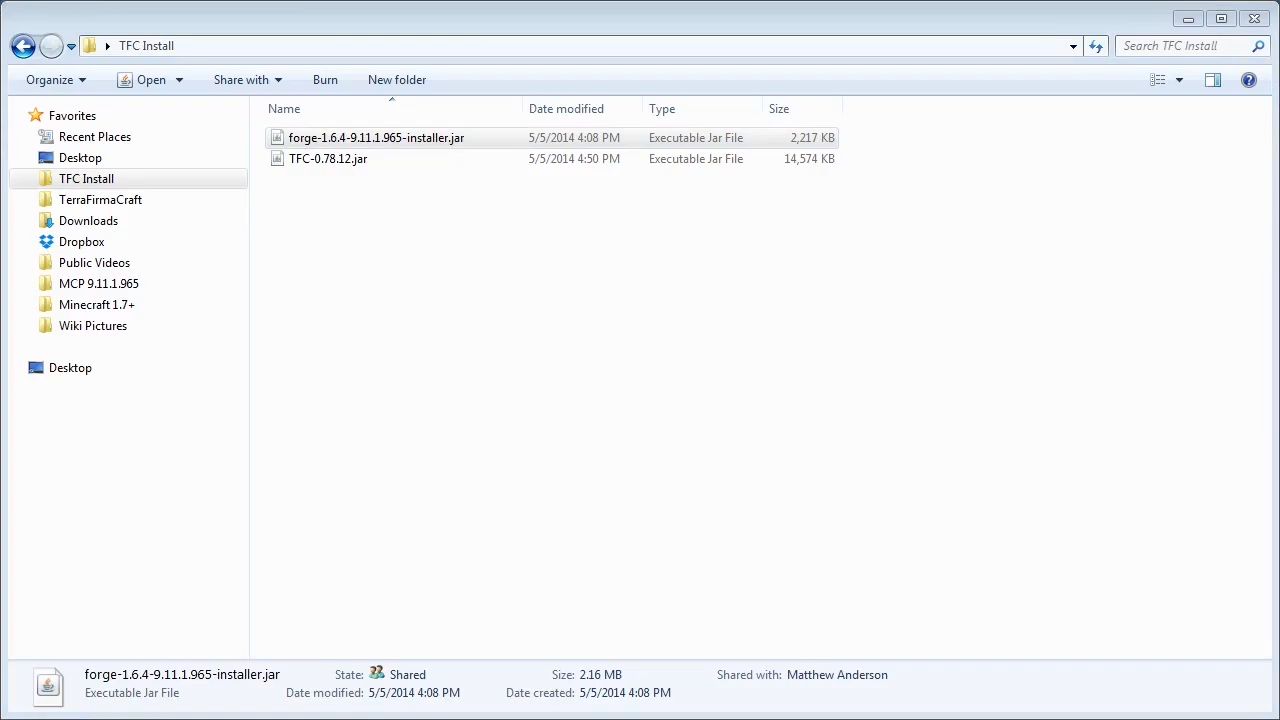 TFC Install
Search TFC Install
Organize Open Share with Burn New folder
Favorites
Recent Places
Desktop
TFC Install
TerraFirmaCraft
Downloads
Dropbox
Public Videos
MCP 9.11.1.965
Minecraft 1.7+
Wiki Pictures
Desktop
Name Date modified Type Size
forge-1.6.4-9.11.1.965-installer.jar 5/5/2014 4:08 PM Executable Jar File 2,217 KB
TFC-0.78.12.jar 5/5/2014 4:50 PM Executable Jar File 14,574 KB
forge-1.6.4-9.11.1.965-installer.jar State: Shared Size: 2.16 MB Shared with: Matthew Anderson
Executable Jar File Date modified: 5/5/2014 4:08 PM Date created: 5/5/2014 4:08 PM